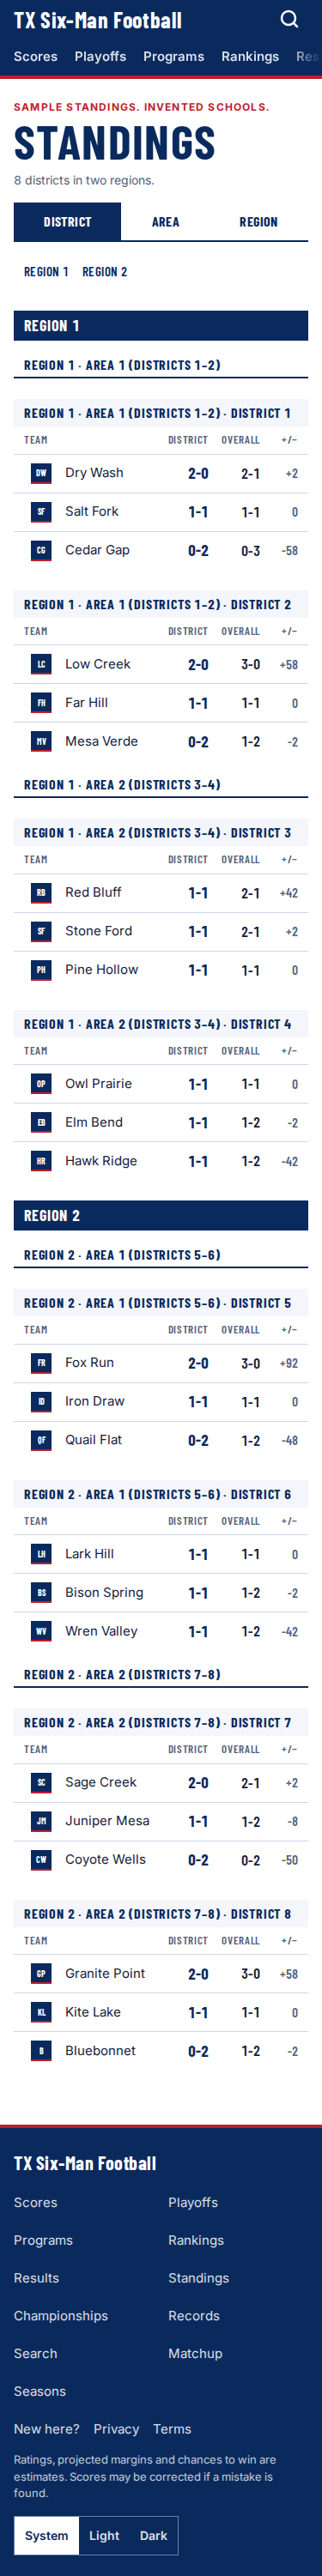 TX Six-Man Football
Scores Playoffs Programs Rankings Res
SAMPLE STANDINGS. INVENTED SCHOOLS.
STANDINGS
8 districts in two regions.
DISTRICT AREA REGION
REGION 1 REGION 2
REGION 1
REGION 1 · AREA 1 (DISTRICTS 1–2)
REGION 1 · AREA 1 (DISTRICTS 1–2) · DISTRICT 1
TEAM DISTRICT OVERALL +/−
DW Dry Wash 2-0 2-1 +2
SF Salt Fork 1-1 1-1 0
CG Cedar Gap 0-2 0-3 -58
REGION 1 · AREA 1 (DISTRICTS 1–2) · DISTRICT 2
TEAM DISTRICT OVERALL +/−
LC Low Creek 2-0 3-0 +58
FH Far Hill 1-1 1-1 0
MV Mesa Verde 0-2 1-2 -2
REGION 1 · AREA 2 (DISTRICTS 3–4)
REGION 1 · AREA 2 (DISTRICTS 3–4) · DISTRICT 3
TEAM DISTRICT OVERALL +/−
RB Red Bluff 1-1 2-1 +42
SF Stone Ford 1-1 2-1 +2
PH Pine Hollow 1-1 1-1 0
REGION 1 · AREA 2 (DISTRICTS 3–4) · DISTRICT 4
TEAM DISTRICT OVERALL +/−
OP Owl Prairie 1-1 1-1 0
EB Elm Bend 1-1 1-2 -2
HR Hawk Ridge 1-1 1-2 -42
REGION 2
REGION 2 · AREA 1 (DISTRICTS 5–6)
REGION 2 · AREA 1 (DISTRICTS 5–6) · DISTRICT 5
TEAM DISTRICT OVERALL +/−
FR Fox Run 2-0 3-0 +92
ID Iron Draw 1-1 1-1 0
QF Quail Flat 0-2 1-2 -48
REGION 2 · AREA 1 (DISTRICTS 5–6) · DISTRICT 6
TEAM DISTRICT OVERALL +/−
LH Lark Hill 1-1 1-1 0
BS Bison Spring 1-1 1-2 -2
WV Wren Valley 1-1 1-2 -42
REGION 2 · AREA 2 (DISTRICTS 7–8)
REGION 2 · AREA 2 (DISTRICTS 7–8) · DISTRICT 7
TEAM DISTRICT OVERALL +/−
SC Sage Creek 2-0 2-1 +2
JM Juniper Mesa 1-1 1-2 -8
CW Coyote Wells 0-2 0-2 -50
REGION 2 · AREA 2 (DISTRICTS 7–8) · DISTRICT 8
TEAM DISTRICT OVERALL +/−
GP Granite Point 2-0 3-0 +58
KL Kite Lake 1-1 1-1 0
B Bluebonnet 0-2 1-2 -2
TX Six-Man Football
Scores Playoffs
Programs Rankings
Results Standings
Championships Records
Search Matchup
Seasons
New here? Privacy Terms
Ratings, projected margins and chances to win are
estimates. Scores may be corrected if a mistake is
found.
System Light Dark